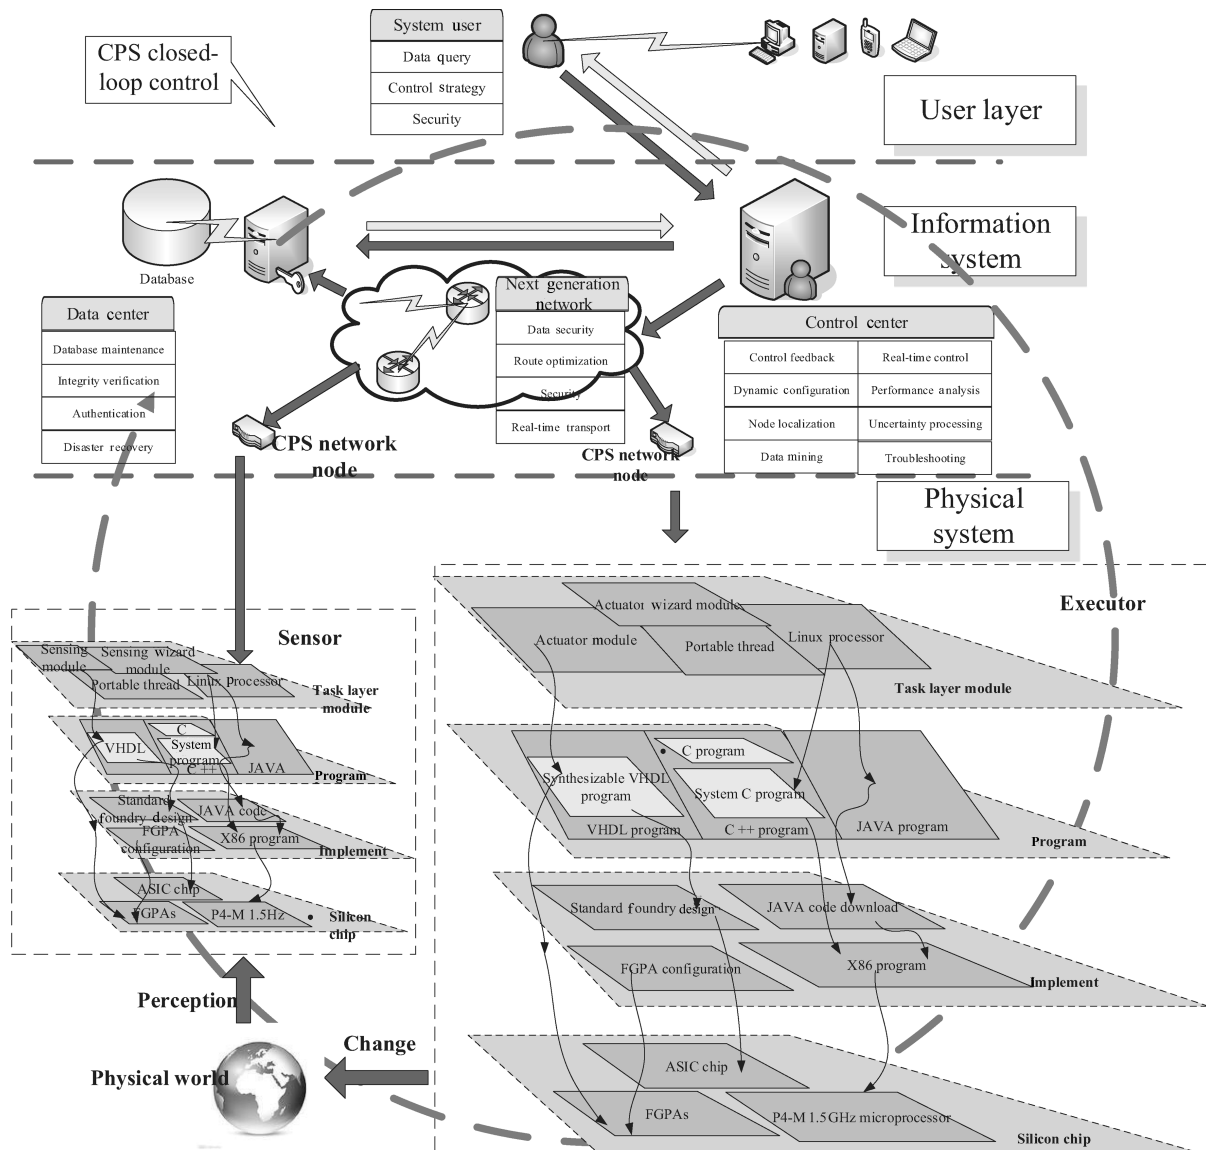 CPS closed-
loop control
System user
Data query
Control strategy
Security
User layer
Information
system
Database
Data center
Database maintenance
Integrity verification
Authentication
Disaster recovery
Next generation
network
Data security
Route optimization
Security
Real-time transport
Control center
Control feedback
Real-time control
Dynamic configuration
Performance analysis
Node localization
Uncertainty processing
Data mining
Troubleshooting
CPS network
node
CPS network
node
Physical
system
Sensor
Sensing
module
Sensing wizard
module
Portable thread
Linux processor
Task layer
module
VHDL
C
System
program
C ++
JAVA
Program
Standard
foundry design
JAVA code
FGPA
configuration
X86 program
Implement
ASIC chip
FGPAs
P4-M 1.5Hz
Silicon
chip
Executor
Actuator wizard module
Actuator module
Portable thread
Linux processor
Task layer module
C program
Synthesizable VHDL
program
System C program
VHDL program
C ++ program
JAVA program
Program
Standard foundry design
JAVA code download
FGPA configuration
X86 program
Implement
ASIC chip
FGPAs
P4-M 1.5GHz microprocessor
Silicon chip
Perception
Change
Physical world